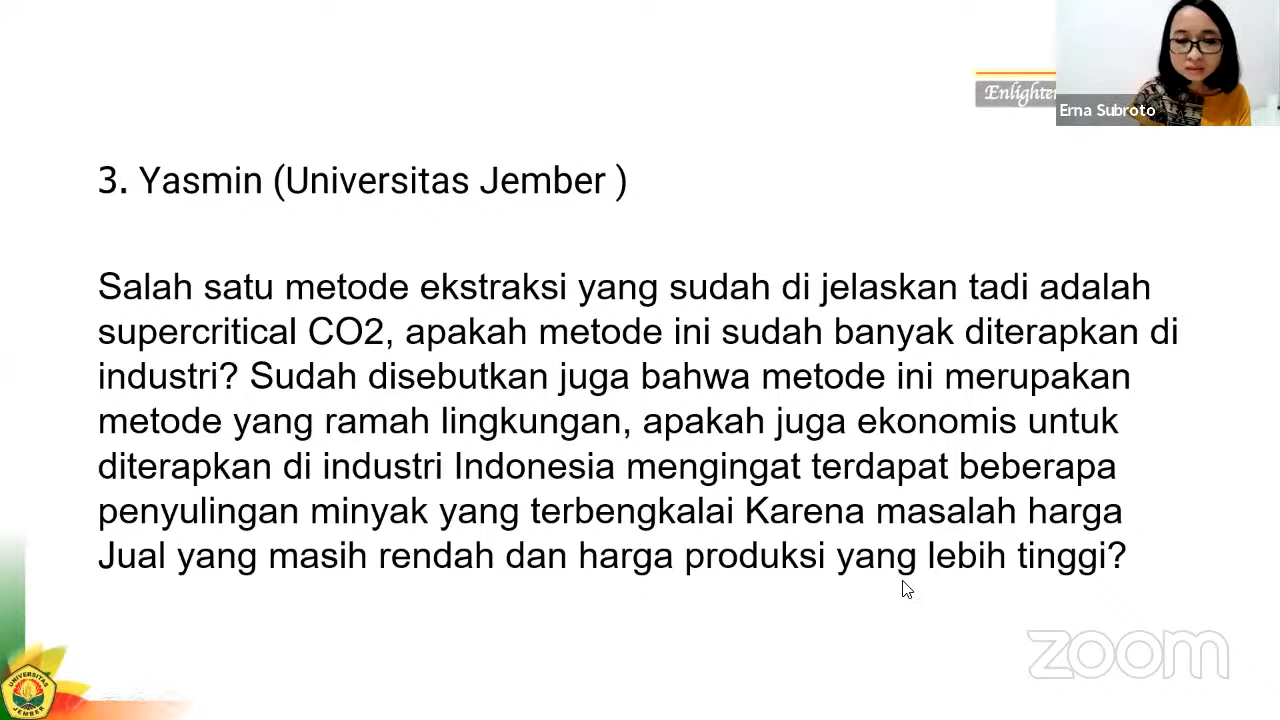 Enlighte
Erna Subroto
3. Yasmin (Universitas Jember )
Salah satu metode ekstraksi yang sudah di jelaskan tadi adalah
supercritical CO2, apakah metode ini sudah banyak diterapkan di
industri? Sudah disebutkan juga bahwa metode ini merupakan
metode yang ramah lingkungan, apakah juga ekonomis untuk
diterapkan di industri Indonesia mengingat terdapat beberapa
penyulingan minyak yang terbengkalai Karena masalah harga
Jual yang masih rendah dan harga produksi yang lebih tinggi?
zoom
UNIVERSITAS
JEMBER